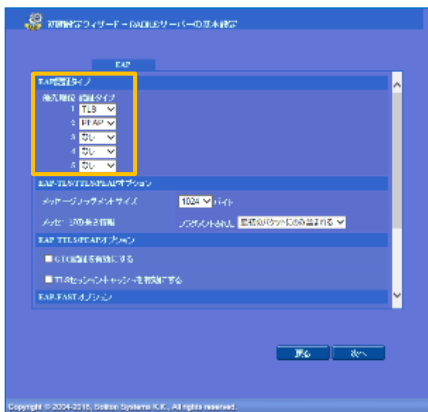 初期設定ウィザード - RADIUSサーバーの基本設定
EAP
EAP認証タイプ
優先順位 認証タイプ
1 TLS
2 PEAP
3 なし
4 なし
5 なし
EAP-TLS/TTLS/PEAPオプション
メッセージフラグメントサイズ 1024 バイト
メッセージの長さ情報 最初のパケットにのみ含まれる
EAP-TTLS/PEAPオプション
GTC認証を有効にする
TLSセッションキャッシュを有効にする
EAP-FASTオプション
戻る 次へ
Copyright © 2004-2016, Soliton Systems K.K., All rights reserved.